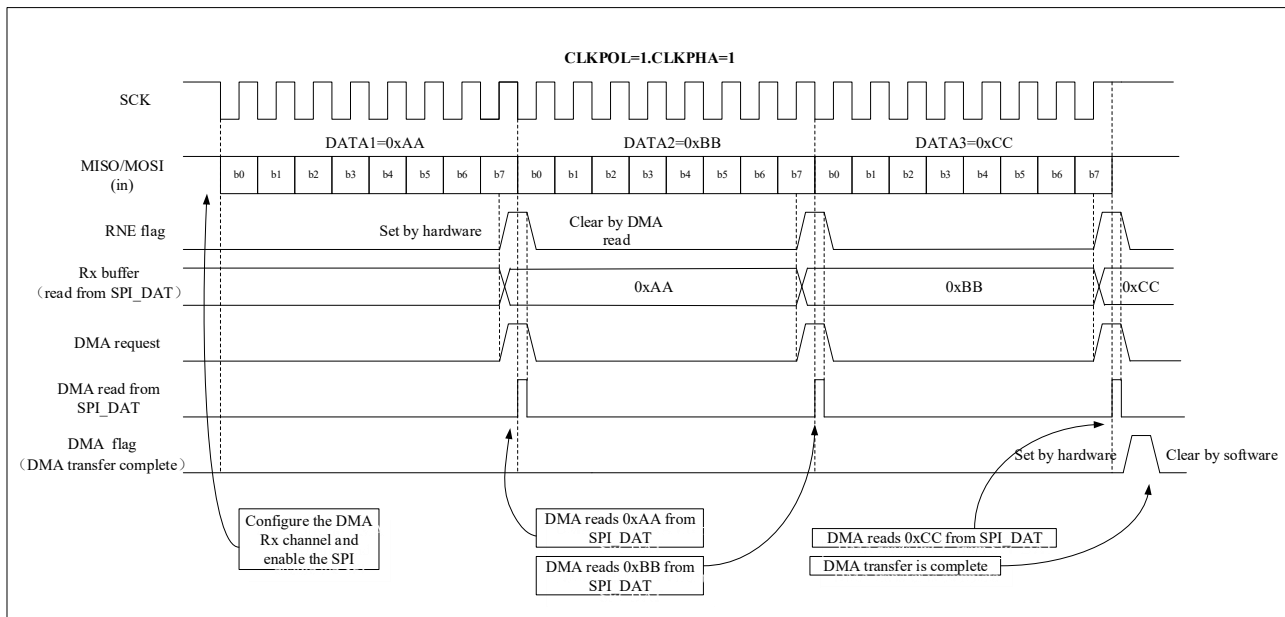 CLKPOL=1.CLKPHA=1
SCK
DATA1=0xAA DATA2=0xBB DATA3=0xCC
MISO/MOSI
(in)
b0 b1 b2 b3 b4 b5 b6 b7 b0 b1 b2 b3 b4 b5 b6 b7 b0 b1 b2 b3 b4 b5 b6 b7
RNE flag
Set by hardware
Clear by DMA
read
Rx buffer
（read from SPI_DAT）
0xAA 0xBB 0xCC
DMA request
DMA read from
SPI_DAT
DMA flag
（DMA transfer complete）
Set by hardware
Clear by software
Configure the DMA
Rx channel and
enable the SPI
DMA reads 0xAA from
SPI_DAT
DMA reads 0xBB from
SPI_DAT
DMA reads 0xCC from SPI_DAT
DMA transfer is complete